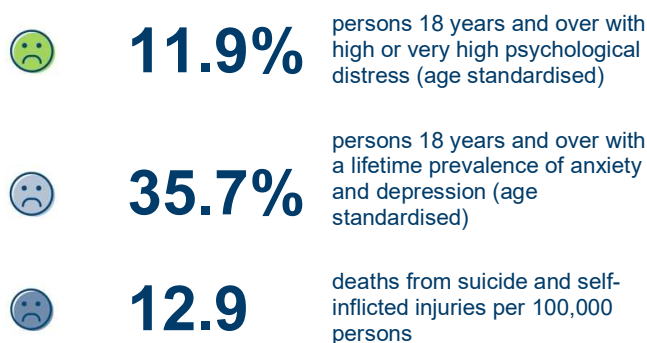 11.9%
persons 18 years and over with
high or very high psychological
distress (age standardised)
35.7%
persons 18 years and over with
a lifetime prevalence of anxiety
and depression (age
standardised)
12.9
deaths from suicide and self-
inflicted injuries per 100,000
persons